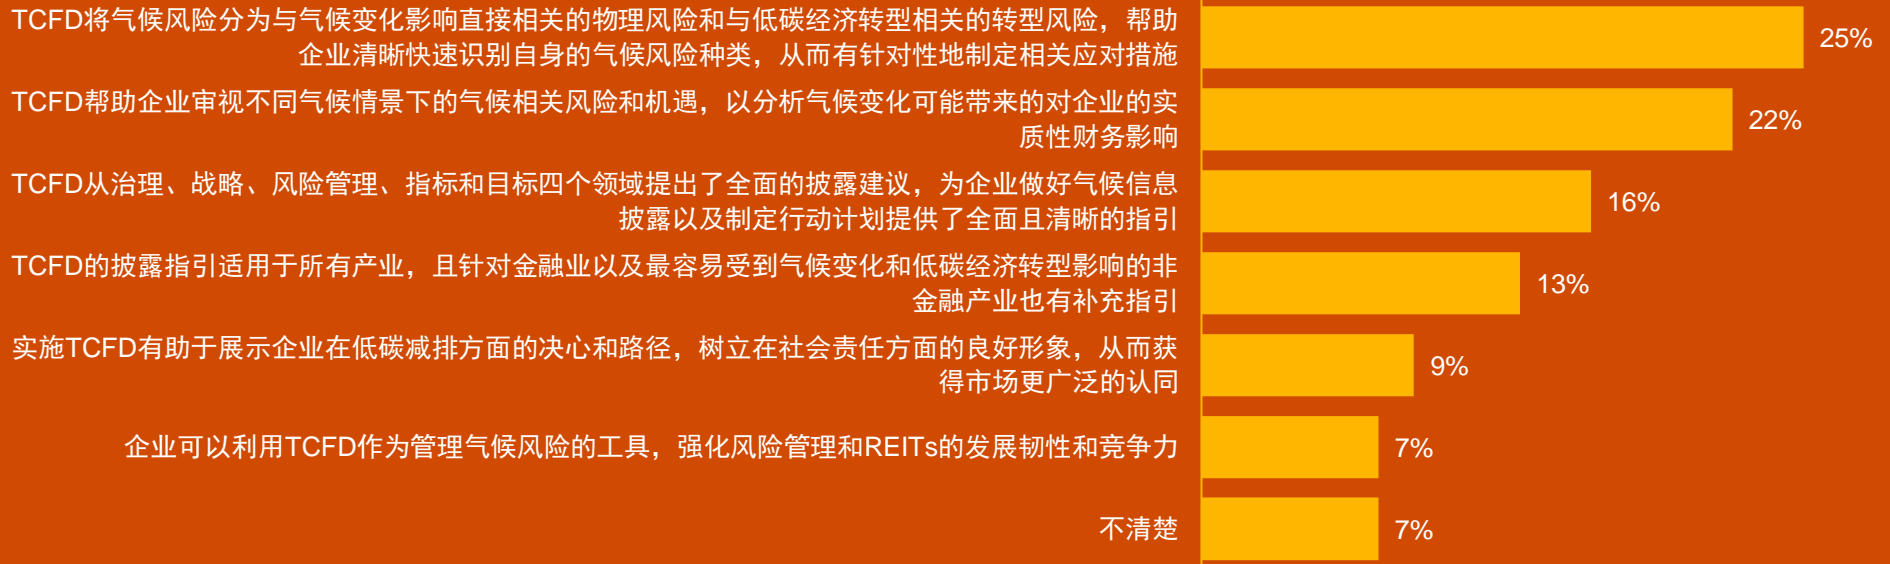 TCFD将气候风险分为与气候变化影响直接相关的物理风险和与低碳经济转型相关的转型风险，帮助
企业清晰快速识别自身的气候风险种类，从而有针对性地制定相关应对措施
25%
TCFD帮助企业审视不同气候情景下的气候相关风险和机遇，以分析气候变化可能带来的对企业的实
质性财务影响
22%
TCFD从治理、战略、风险管理、指标和目标四个领域提出了全面的披露建议，为企业做好气候信息
披露以及制定行动计划提供了全面且清晰的指引
16%
TCFD的披露指引适用于所有产业，且针对金融业以及最容易受到气候变化和低碳经济转型影响的非
金融产业也有补充指引
13%
实施TCFD有助于展示企业在低碳减排方面的决心和路径，树立在社会责任方面的良好形象，从而获
得市场更广泛的认同
9%
企业可以利用TCFD作为管理气候风险的工具，强化风险管理和REITs的发展韧性和竞争力
7%
不清楚
7%